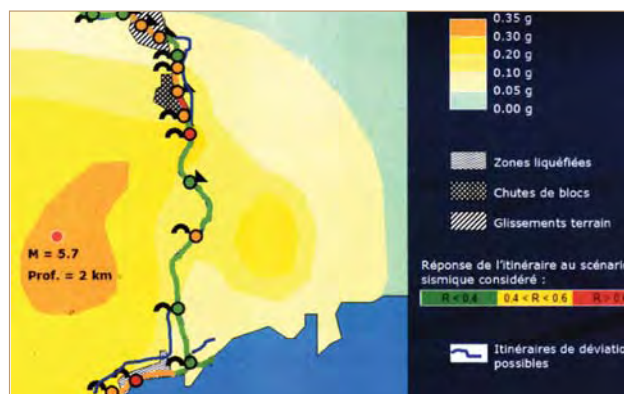 0.35 g
0.30 g
0.20 g
0.10 g
0.05 g
0.00 g
Zones liquéfiées
Chutes de blocs
Glissements terrain
M = 5.7
Prof. = 2 km
Réponse de l'itinéraire au scénario
sismique considéré :
R < 0.4
0.4 < R < 0.6
Itinéraires de déviation
possibles